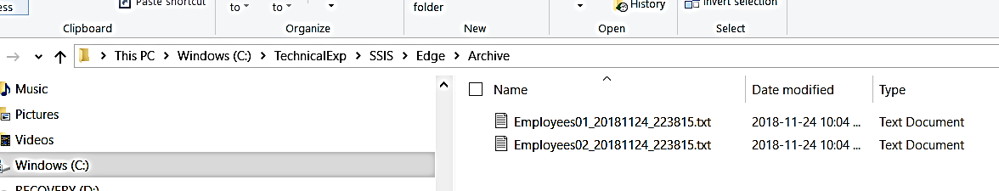 ess
Paste shortcut
to
to
folder
History
Invert selection
Clipboard
Organize
New
Open
Select
This PC > Windows (C:) > TechnicalExp > SSIS > Edge > Archive
Music
Pictures
Videos
Windows (C:)
RECOVERY (D:)
Name
Date modified
Type
Employees01_20181124_223815.txt 2018-11-24 10:04 ... Text Document
Employees02_20181124_223815.txt 2018-11-24 10:04 ... Text Document